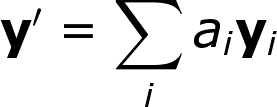 𝐲′ = ∑ᵢ aᵢ𝐲ᵢ